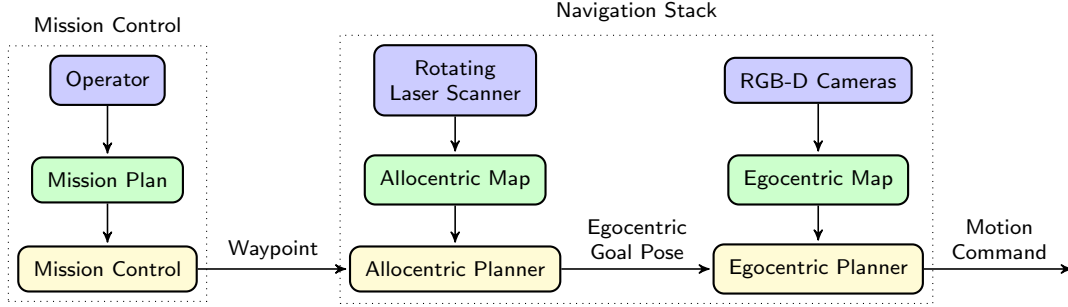 Mission Control
Navigation Stack
Operator
Rotating
Laser Scanner
RGB-D Cameras
Mission Plan
Allocentric Map
Egocentric Map
Mission Control
Waypoint
Allocentric Planner
Egocentric
Goal Pose
Egocentric Planner
Motion
Command